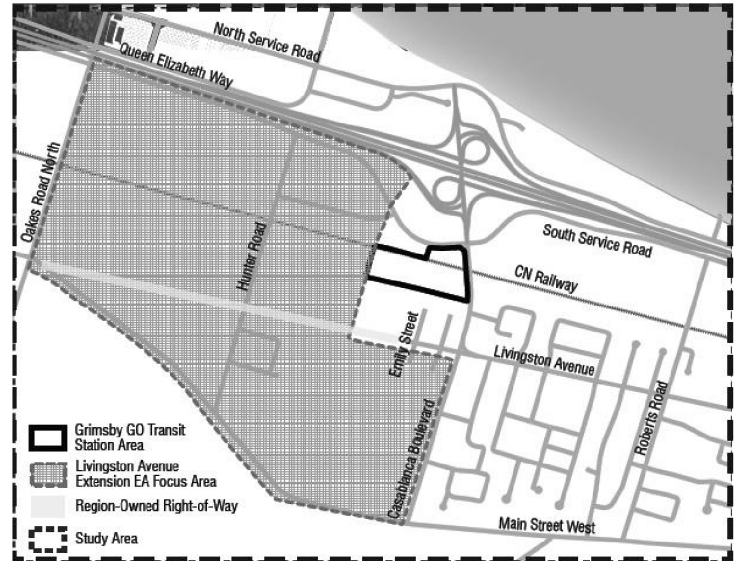 North Service Road
Queen Elizabeth Way
Oakes Road North
Hunter Road
South Service Road
CN Railway
Emily Street
Livingston Avenue
Roberts Road
Casablanca Boulevard
Main Street West
Grimsby GO Transit
Station Area
Livingston Avenue
Extension EA Focus Area
Region-Owned Right-of-Way
Study Area